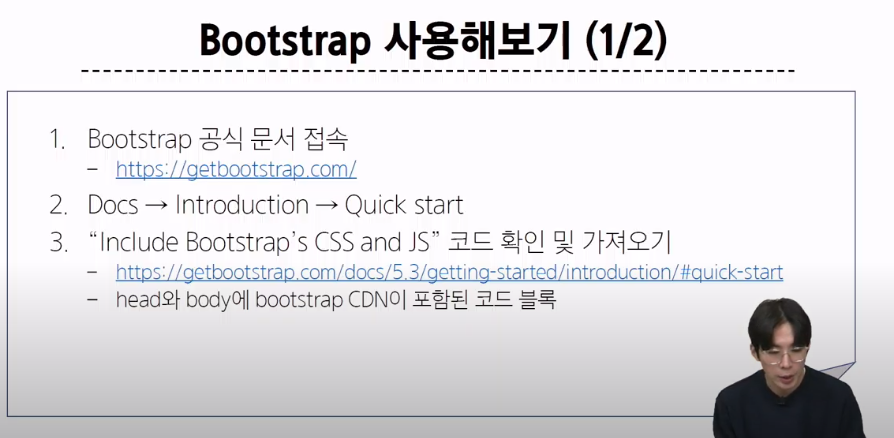 Bootstrap 사용해보기 (1/2)
1. Bootstrap 공식 문서 접속
– https://getbootstrap.com/
2. Docs → Introduction → Quick start
3. “Include Bootstrap’s CSS and JS” 코드 확인 및 가져오기
– https://getbootstrap.com/docs/5.3/getting-started/introduction/#quick-start
– head와 body에 bootstrap CDN이 포함된 코드 블록